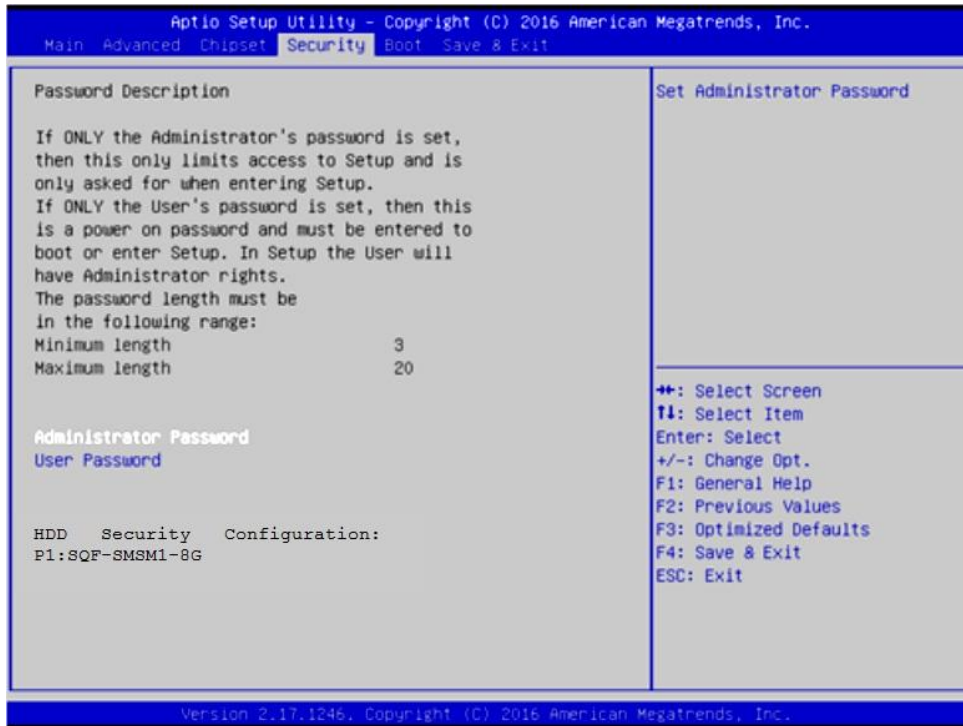 Aptio Setup Utility – Copyright (C) 2016 American Megatrends, Inc.
Main Advanced Chipset Security Boot Save & Exit
Password Description
If ONLY the Administrator's password is set,
then this only limits access to Setup and is
only asked for when entering Setup.
If ONLY the User's password is set, then this
is a power on password and must be entered to
boot or enter Setup. In Setup the User will
have Administrator rights.
The password length must be
in the following range:
Minimum length 3
Maximum length 20
Administrator Password
User Password
HDD Security Configuration:
P1:SQF-SMSM1-8G
Set Administrator Password
→←: Select Screen
↑↓: Select Item
Enter: Select
+/-: Change Opt.
F1: General Help
F2: Previous Values
F3: Optimized Defaults
F4: Save & Exit
ESC: Exit
Version 2.17.1246. Copyright (C) 2016 American Megatrends, Inc.